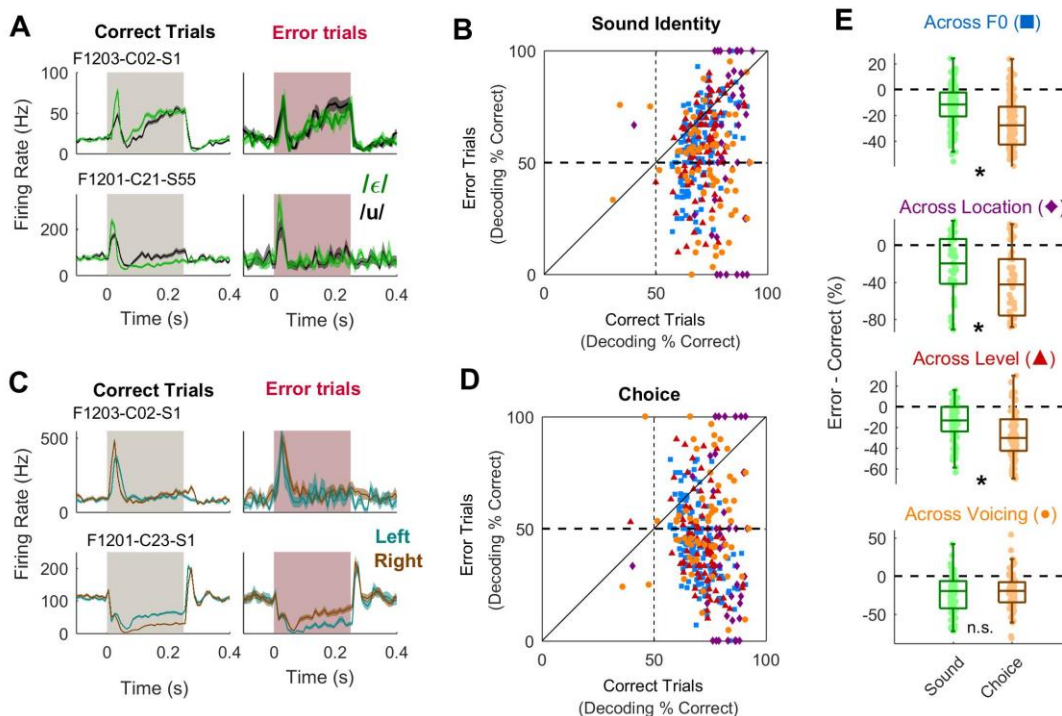 A
Correct Trials
Error trials
F1203-C02-S1
Firing Rate (Hz)
100
50
0
F1201-C21-S55
/ϵ/
/u/
200
0
0 0.2 0.4
0 0.2 0.4
Time (s)
Time (s)
B
Sound Identity
Error Trials
(Decoding % Correct)
100
50
0
0 50 100
Correct Trials
(Decoding % Correct)
C
Correct Trials
Error trials
F1203-C02-S1
Firing Rate (Hz)
500
0
F1201-C23-S1
Left
Right
200
100
0
0 0.2 0.4
0 0.2 0.4
Time (s)
Time (s)
D
Choice
Error Trials
(Decoding % Correct)
100
50
0
0 50 100
Correct Trials
(Decoding % Correct)
E
Error - Correct (%)
Across F0 (■)
20
0
-20
-40
*
Across Location (◆)
0
-40
-80
*
Across Level (▲)
20
0
-20
-40
-60
*
Across Voicing (●)
50
0
-50
n.s.
Sound
Choice